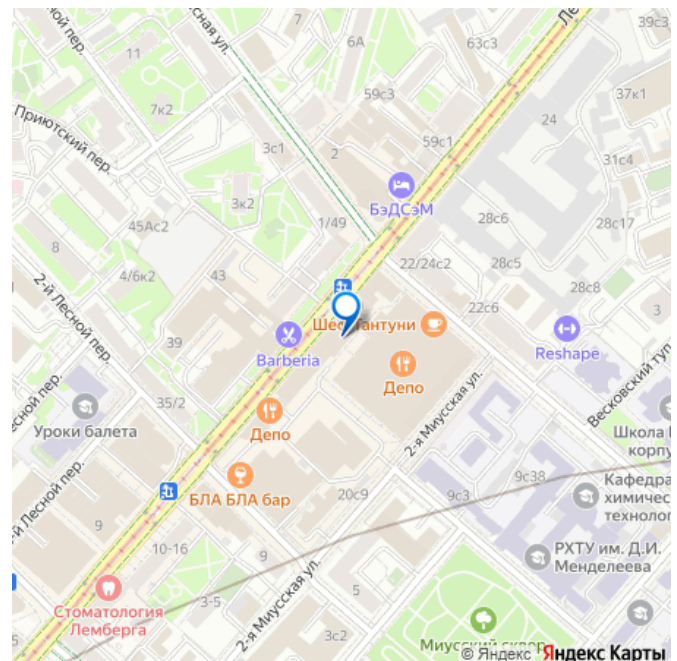 7
39с3
Лесная ул.
6А
63с3
11
59с3
37к1
7к2
59с1
24
Приютский пер.
3с1
2
31с4
БэДСэМ
3к2
28с6
28с17
45Ас2
1/49
8
22/24с2
28с5
4/6к2
43
28с8
2-й Лесной пер.
22с6
3
39
Barberia
Reshape
Депо
35/2
Весковский туп.
Уроки балета
2-я Миусская ул.
Депо
Школа
корпу
Кафедра
химичес
технолог
9с38
БЛА БЛА бар
20с9
9с3
2-й Лесной пер.
9
10-16
9
РХТУ им. Д.И.
Менделеева
5
Стоматология
Лемберга
3-5
2-я Миусская ул.
3с2
Миусский сквер
© Яндекс Яндекс Карты